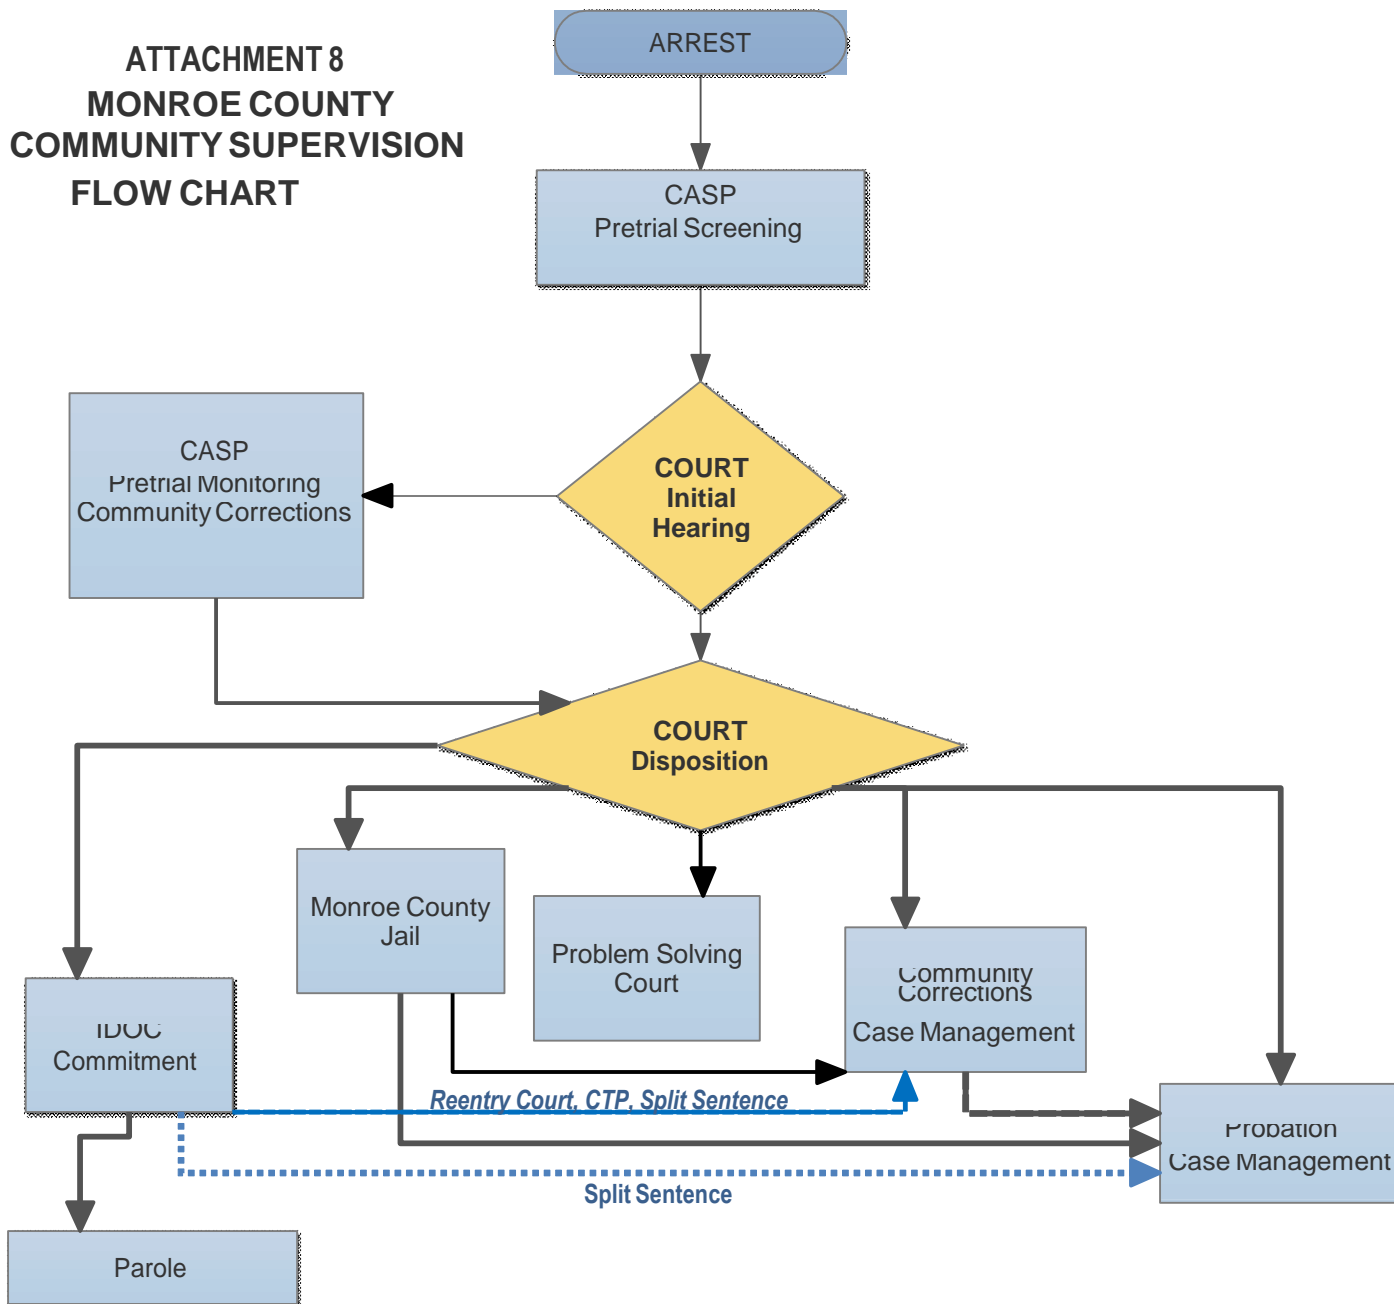 ATTACHMENT 8
MONROE COUNTY
COMMUNITY SUPERVISION
FLOW CHART
ARREST
CASP
Pretrial Screening
CASP
Pretrial Monitoring
Community Corrections
COURT
Initial
Hearing
COURT
Disposition
Monroe County
Jail
Problem Solving
Court
Community
Corrections
Case Management
IDOC
Commitment
Reentry Court, CTP, Split Sentence
Probation
Case Management
Split Sentence
Parole